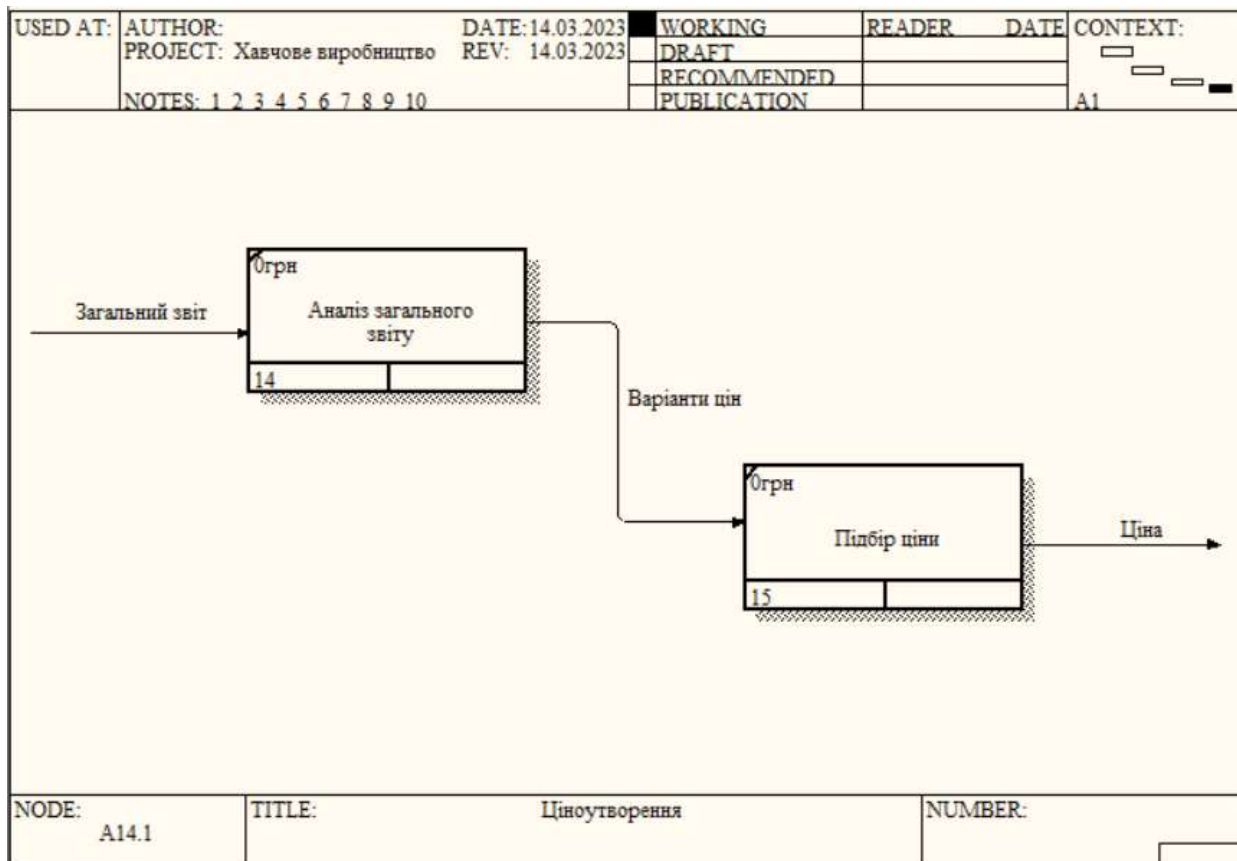 USED AT:
AUTHOR:
DATE: 14.03.2023
PROJECT: Хавчове виробництво
REV: 14.03.2023
NOTES: 1 2 3 4 5 6 7 8 9 10
WORKING
DRAFT
RECOMMENDED
PUBLICATION
READER DATE
CONTEXT:
A1
Загальний звіт
0грн
Аналіз загального
звіту
14
Варіанти цін
0грн
Підбір ціни
15
Ціна
NODE:
A14.1
TITLE:
Ціноутворення
NUMBER: